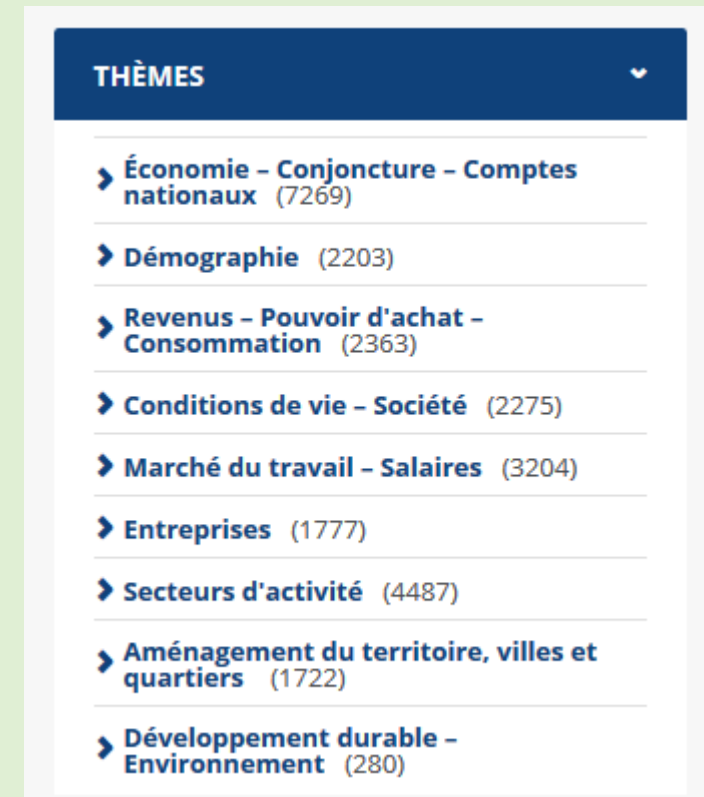 THÈMES
Économie – Conjoncture – Comptes
nationaux (7269)
Démographie (2203)
Revenus – Pouvoir d'achat –
Consommation (2363)
Conditions de vie – Société (2275)
Marché du travail – Salaires (3204)
Entreprises (1777)
Secteurs d'activité (4487)
Aménagement du territoire, villes et
quartiers (1722)
Développement durable –
Environnement (280)